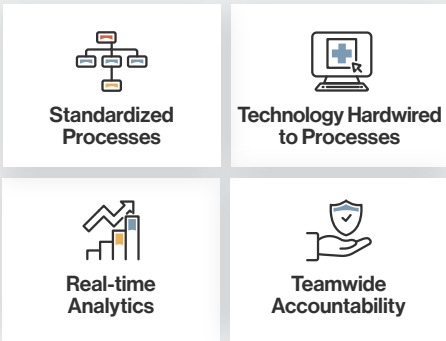 Standardized
Processes
Technology Hardwired
to Processes
Real-time
Analytics
Teamwide
Accountability